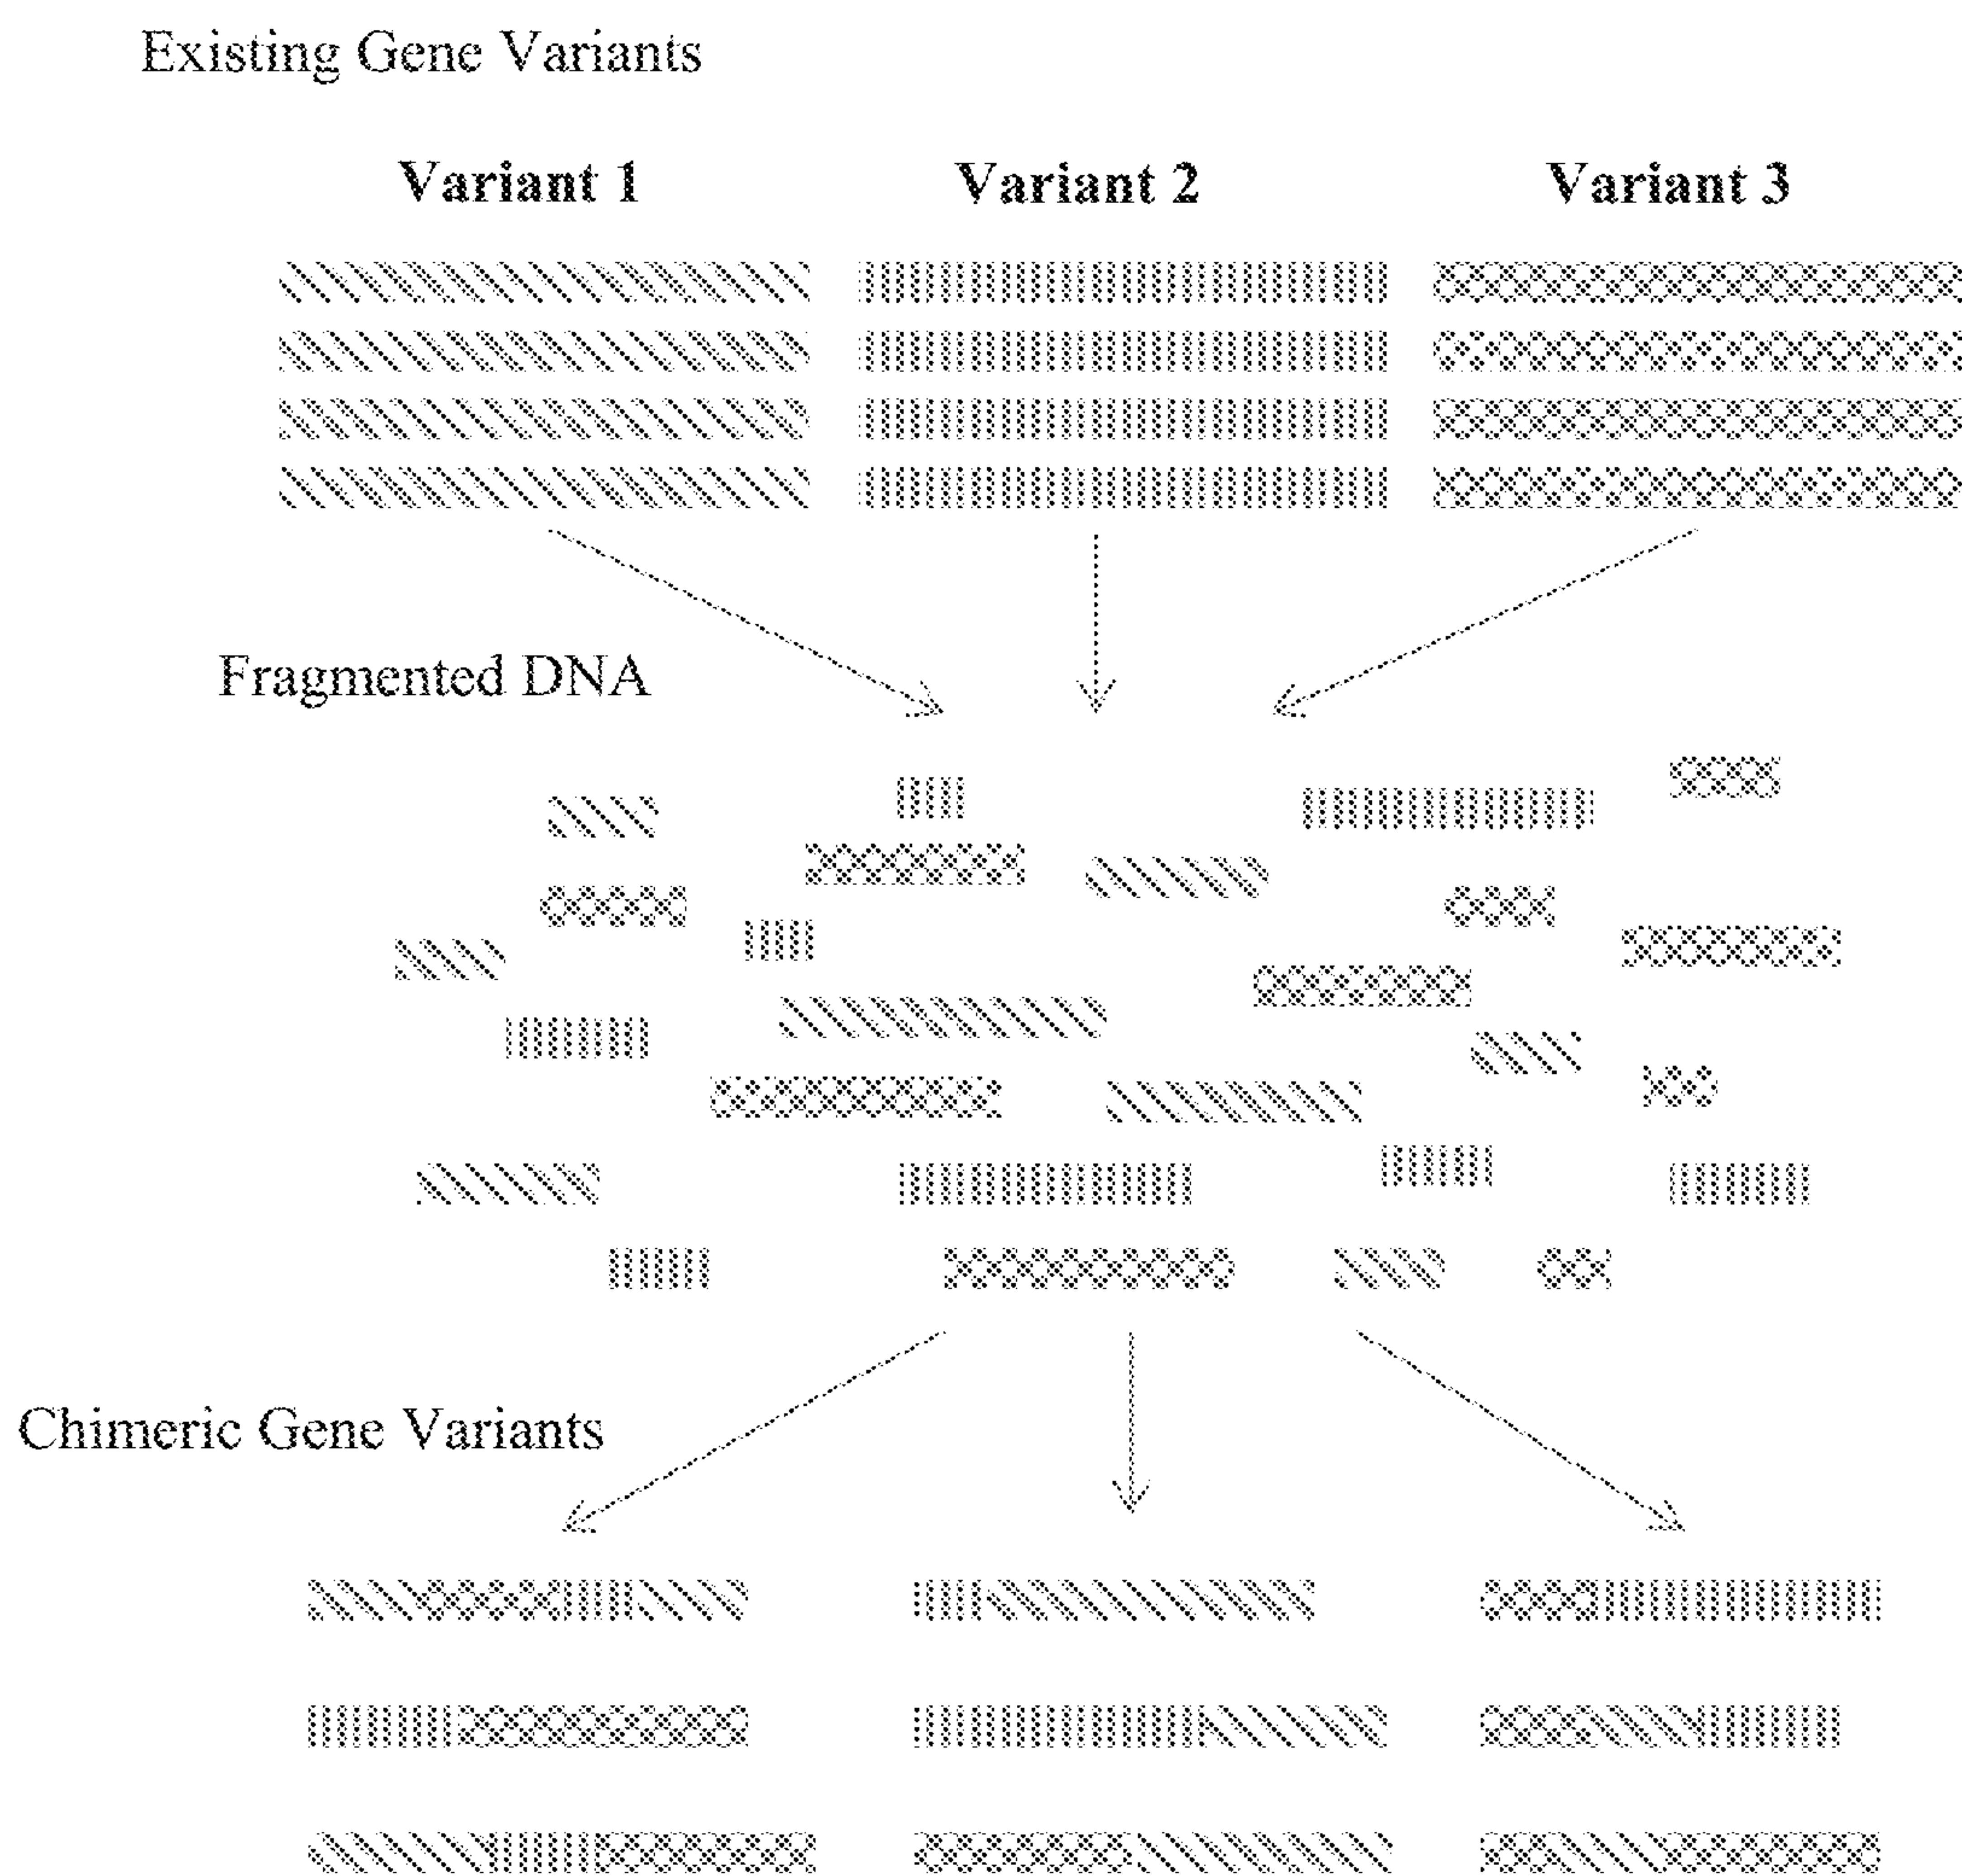 Existing Gene Variants
Variant 1 Variant 2 Variant 3
Fragmented DNA
Chimeric Gene Variants